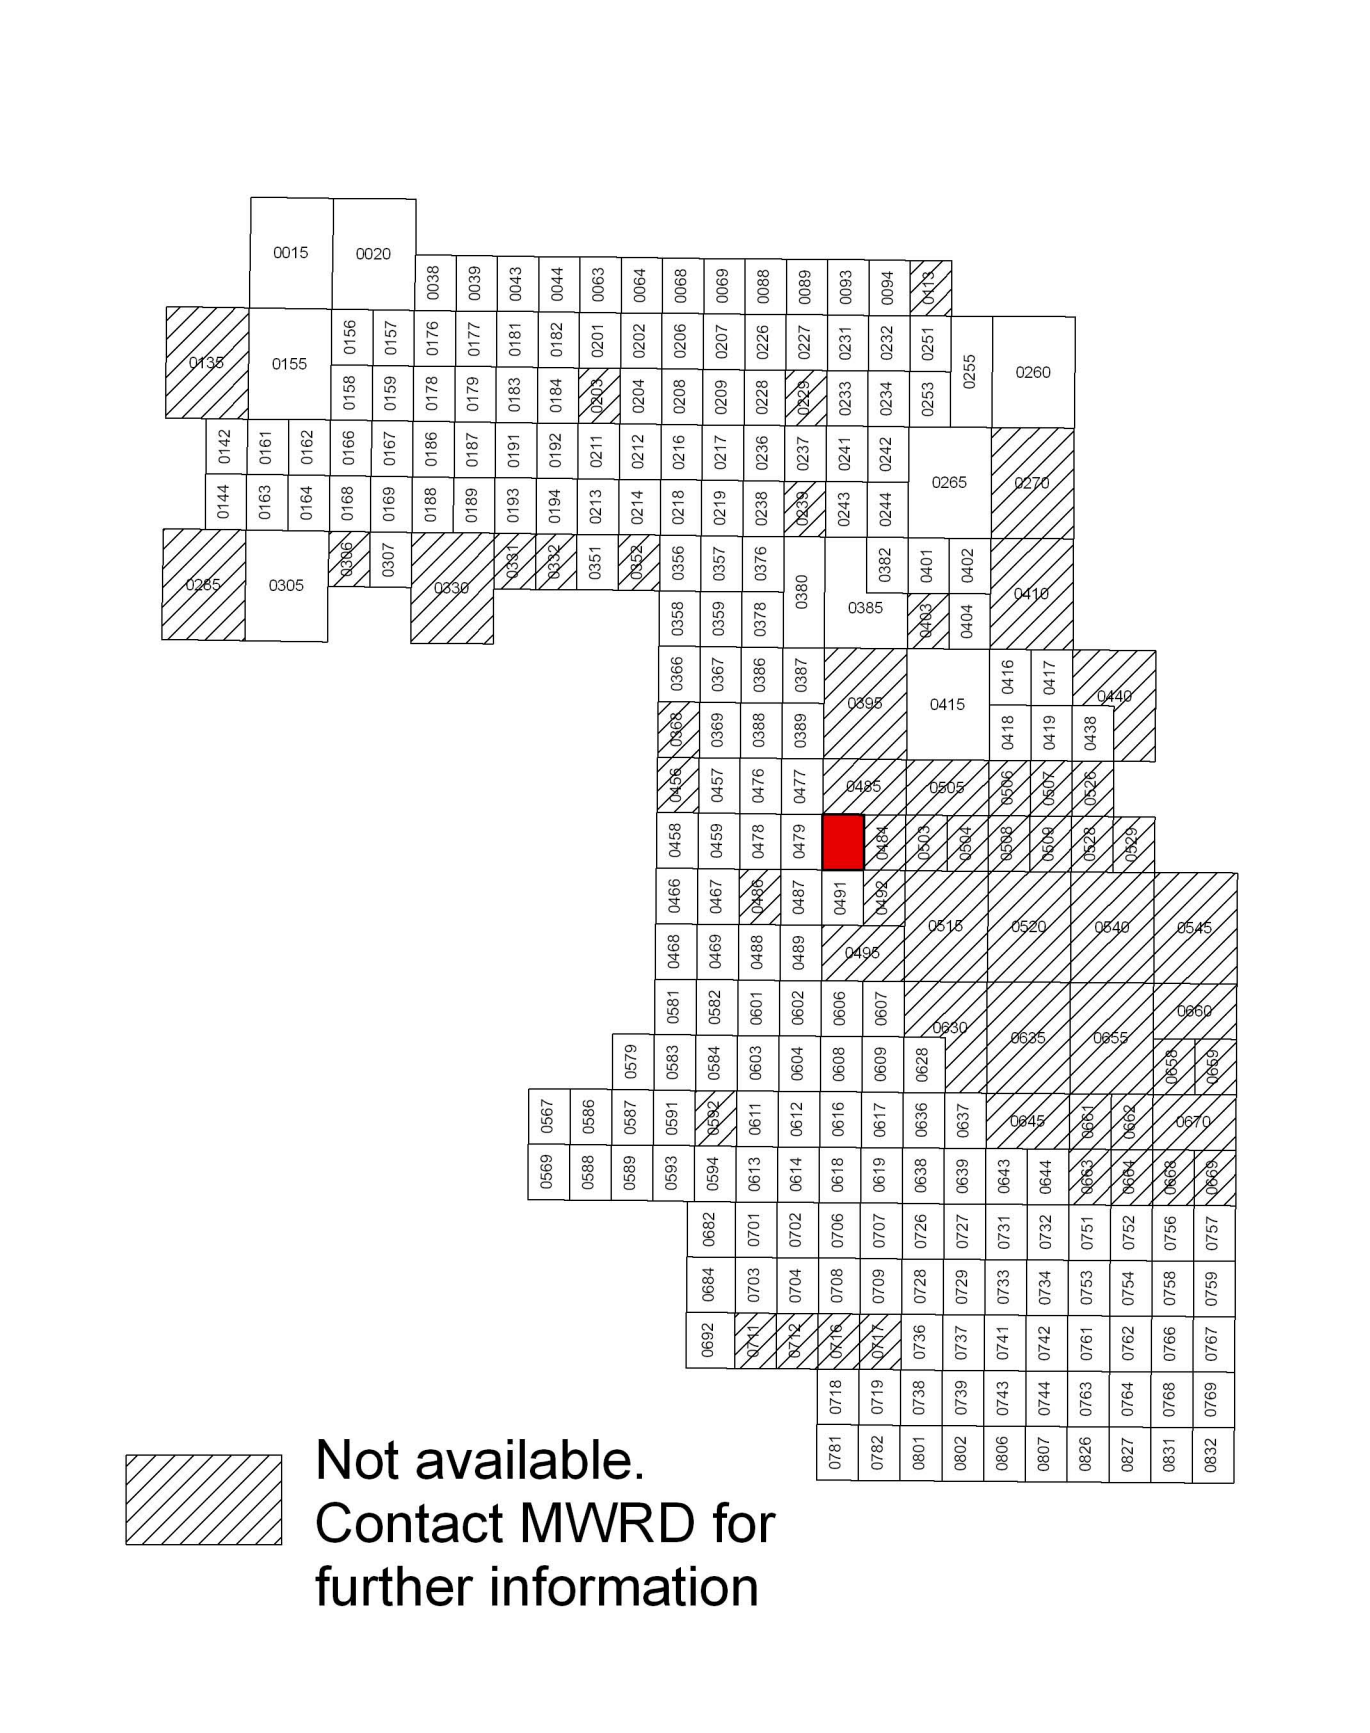 0015 0020
0038 0039 0043 0044 0063 0064 0068 0069 0088 0089 0093 0094 0113
0135 0155 0156 0157 0176 0177 0181 0182 0201 0202 0206 0207 0226 0227 0231 0232 0251 0255 0260
0158 0159 0178 0179 0183 0184 0203 0204 0208 0209 0228 0229 0233 0234 0253
0142 0161 0162 0166 0167 0186 0187 0191 0192 0211 0212 0216 0217 0236 0237 0241 0242 0265 0270
0144 0163 0164 0168 0169 0188 0189 0193 0194 0213 0214 0218 0219 0238 0239 0243 0244
0285 0305 0306 0307 0330 0331 0332 0351 0352 0356 0357 0376 0380 0385 0382 0401 0402 0410
0358 0359 0378 0403 0404
0366 0367 0386 0387 0395 0415 0416 0417 0440
0368 0369 0388 0389 0418 0419 0438
0456 0457 0476 0477 0485 0505 0506 0507 0526
0458 0459 0478 0479 0484 0503 0504 0508 0509 0528 0529
0466 0467 0486 0487 0491 0492 0515 0520 0540 0545
0468 0469 0488 0489 0495
0581 0582 0601 0602 0606 0607 0630 0635 0655 0660
0579 0583 0584 0603 0604 0608 0609 0628 0658 0659
0567 0586 0587 0591 0592 0611 0612 0616 0617 0636 0637 0645 0661 0662 0670
0569 0588 0589 0593 0594 0613 0614 0618 0619 0638 0639 0643 0644 0663 0664 0668 0669
0682 0701 0702 0706 0707 0726 0727 0731 0732 0751 0752 0756 0757
0684 0703 0704 0708 0709 0728 0729 0733 0734 0753 0754 0758 0759
0692 0711 0712 0716 0717 0736 0737 0741 0742 0761 0762 0766 0767
0718 0719 0738 0739 0743 0744 0763 0764 0768 0769
0781 0782 0801 0802 0806 0807 0826 0827 0831 0832
Not available.
Contact MWRD for
further information